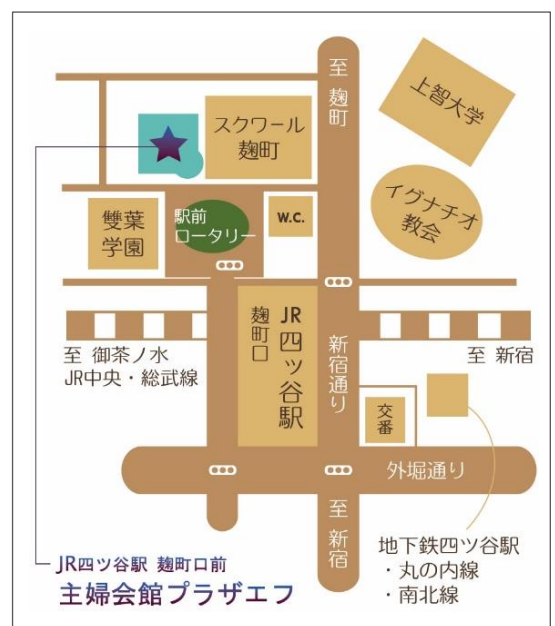 至 麹町
上智大学
スクワール
麹町
イグナチオ
教会
雙葉
学園
駅前
ロータリー
W.C.
JR 四ッ谷駅
麹町口
新宿通り
至 御茶ノ水
JR中央・総武線
至 新宿
交番
外堀通り
至 新宿
地下鉄四ツ谷駅
・丸の内線
・南北線
JR四ツ谷駅 麹町口前
主婦会館プラザエフ